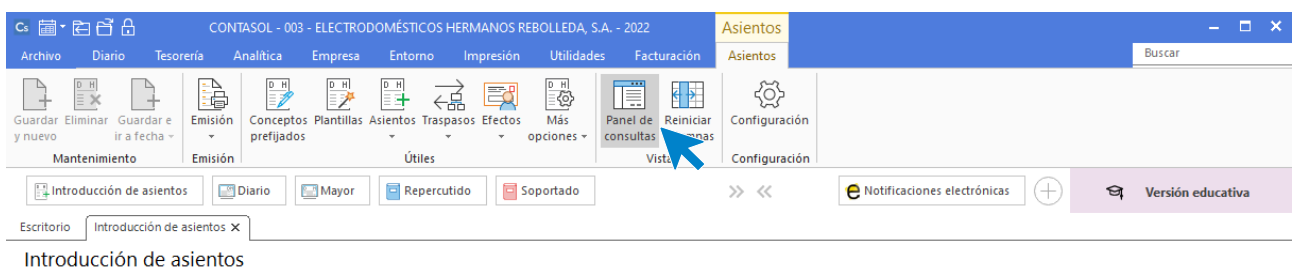 Cs CONTASOL - 003 - ELECTRODOMÉSTICOS HERMANOS REBOLLEDA, S.A. - 2022 Asientos
Archivo Diario Tesorería Analítica Empresa Entorno Impresión Utilidades Facturación Asientos Buscar
D H D H D H D H D H
Guardar Eliminar Guardar e Emisión Conceptos Plantillas Asientos Traspasos Efectos Más Panel de Reiniciar Configuración
y nuevo ir a fecha prefijados opciones consultas
Mantenimiento Emisión Útiles Vista Configuración
Introducción de asientos Diario Mayor Repercutido Soportado Notificaciones electrónicas Versión educativa
Escritorio Introducción de asientos
Introducción de asientos